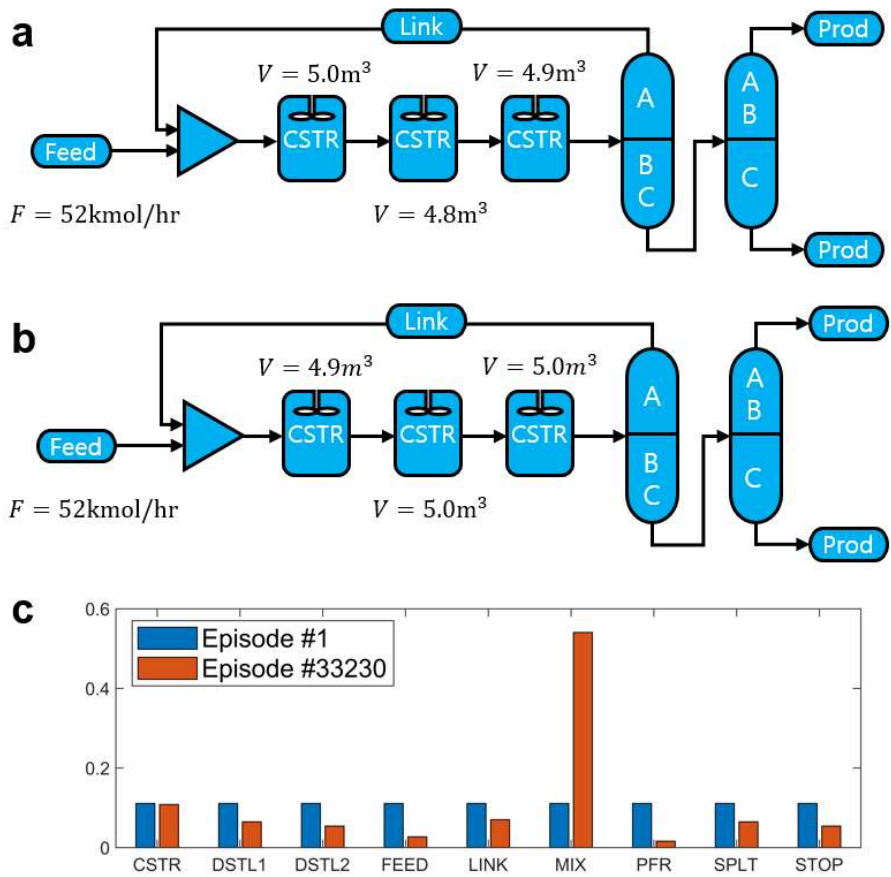 a
Link
Prod
V = 5.0m³
V = 4.9m³
A
A
B
CSTR
CSTR
CSTR
Feed
B
C
C
F = 52kmol/hr
V = 4.8m³
Prod
b
Link
Prod
V = 4.9m³
V = 5.0m³
A
A
B
CSTR
CSTR
CSTR
Feed
B
C
C
F = 52kmol/hr
V = 5.0m³
Prod
c
0.6
Episode #1
Episode #33230
0.4
0.2
0
CSTR DSTL1 DSTL2 FEED LINK MIX PFR SPLT STOP